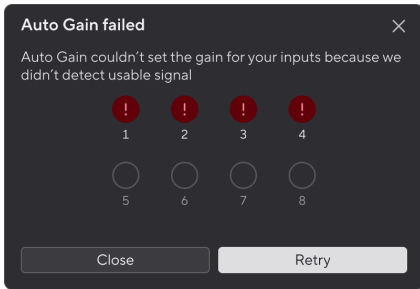 Auto Gain failed
Auto Gain couldn't set the gain for your inputs because we
didn't detect usable signal
! ! ! !
1 2 3 4
5 6 7 8
Close Retry